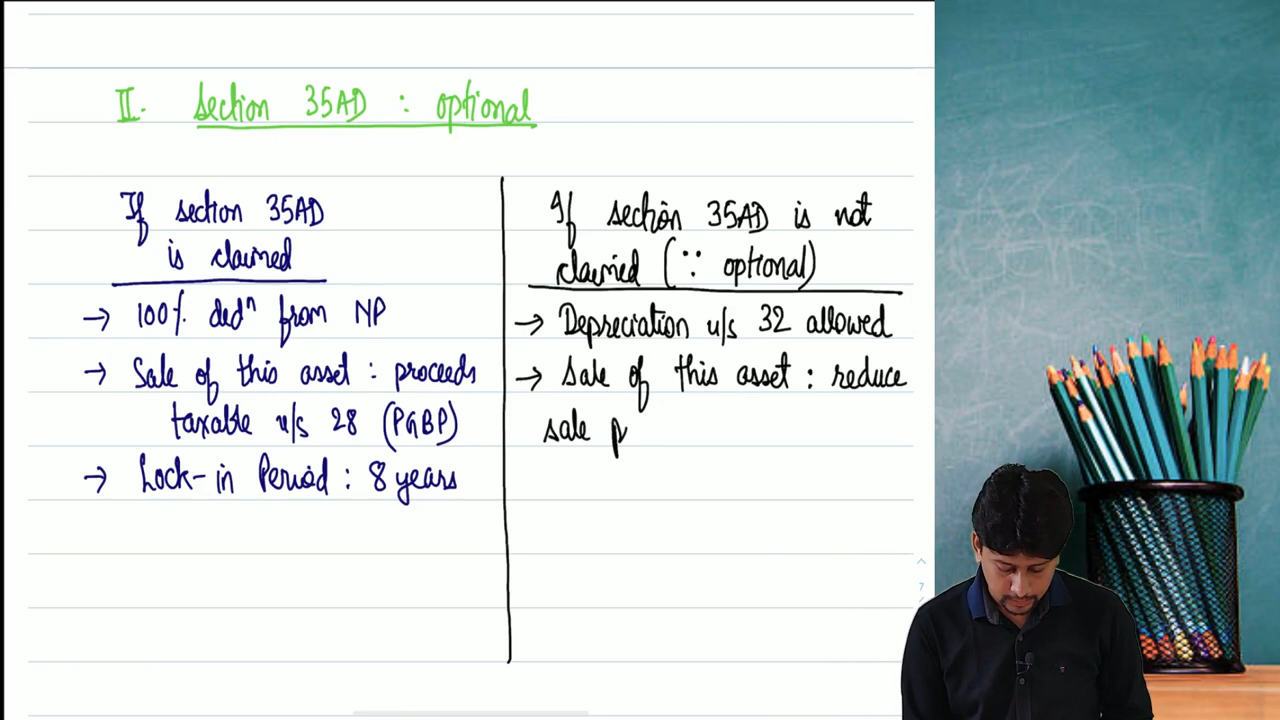 II. Section 35AD : optional
If section 35AD
is claimed
→ 100% dedⁿ from NP
→ Sale of this asset : proceeds
taxable u/s 28 (PGBP)
→ Lock-in Period : 8 years
If section 35AD is not
claimed (∵ optional)
→ Depreciation u/s 32 allowed
→ Sale of this asset : reduce
sale p
7